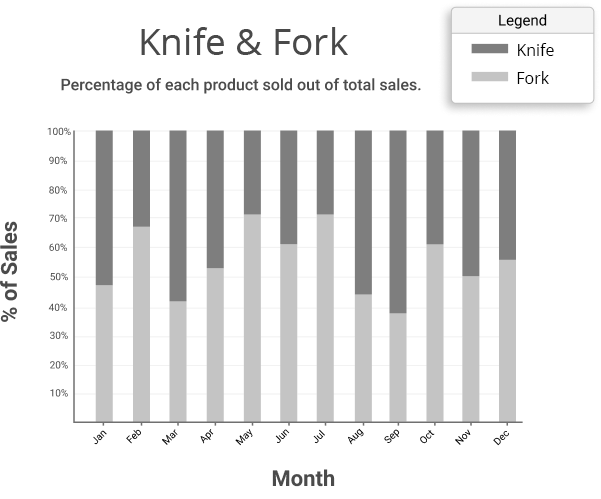 Knife & Fork
Percentage of each product sold out of total sales.
Legend
Knife
Fork
% of Sales
100%
90%
80%
70%
60%
50%
40%
30%
20%
10%
Jan
Feb
Mar
Apr
May
Jun
Jul
Aug
Sep
Oct
Nov
Dec
Month